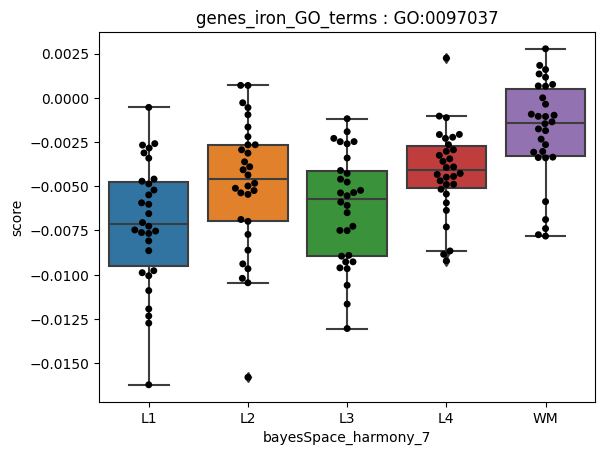 genes_iron_GO_terms : GO:0097037
score
0.0025
0.0000
−0.0025
−0.0050
−0.0075
−0.0100
−0.0125
−0.0150
L1 L2 L3 L4 WM
bayesSpace_harmony_7